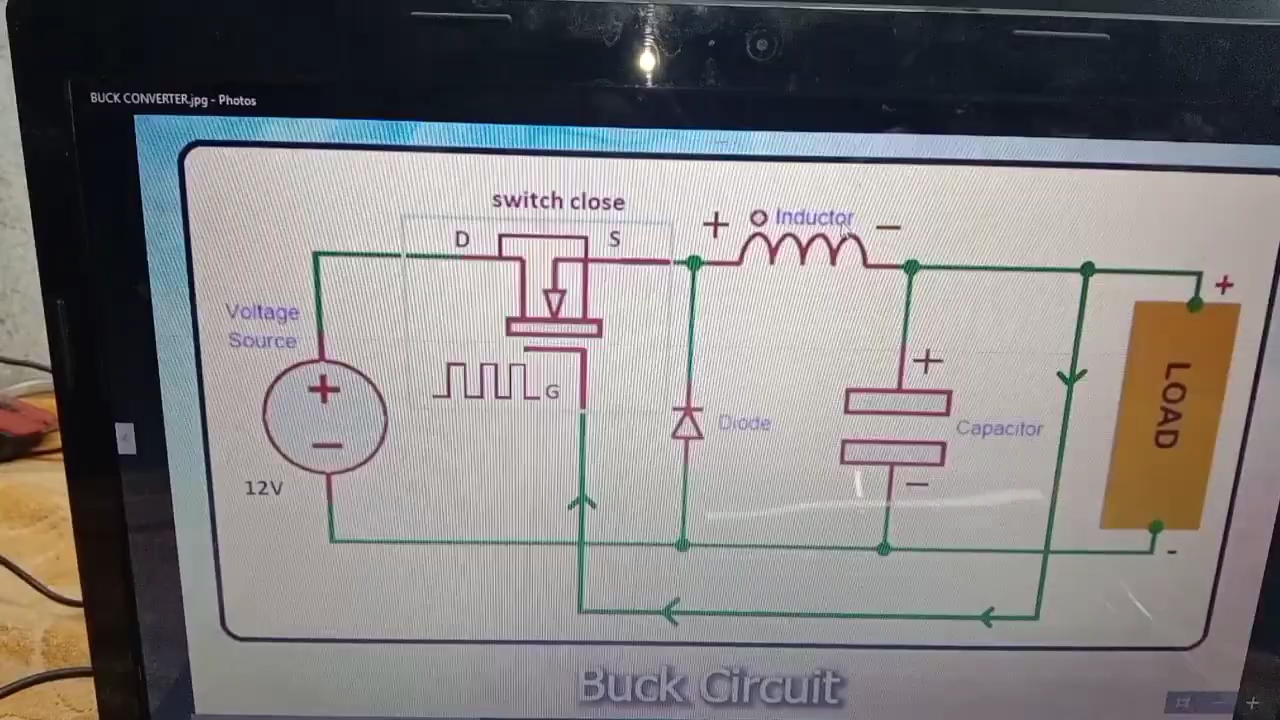 BUCK CONVERTER.jpg - Photos
switch close
D
S
+
Inductor
−
Voltage
Source
+
−
12V
G
Diode
+
Capacitor
−
+
LOAD
-
Buck Circuit